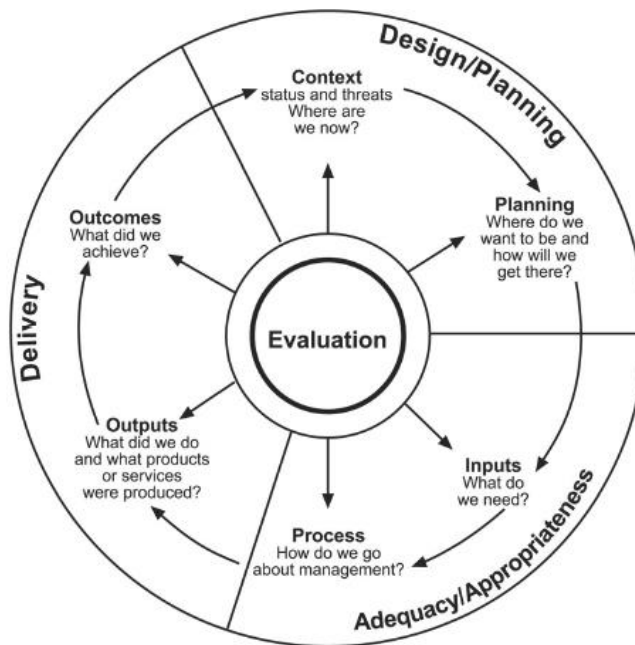 Design/Planning
Context
status and threats
Where are
we now?
Planning
Where do we
want to be and
how will we
get there?
Adequacy/Appropriateness
Inputs
What do
we need?
Process
How do we go
about management?
Delivery
Outputs
What did we do
and what products
or services
were produced?
Outcomes
What did we
achieve?
Evaluation